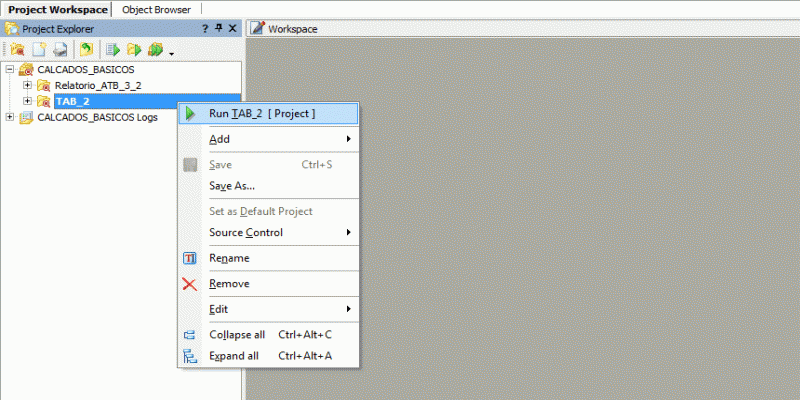 Project Workspace Object Browser
Project Explorer ? Workspace
CALCADOS_BASICOS
Relatorio_ATB_3_2
TAB_2
CALCADOS_BASICOS Logs
Run TAB_2 [ Project ]
Add
Save Ctrl+S
Save As...
Set as Default Project
Source Control
Rename
Remove
Edit
Collapse all Ctrl+Alt+C
Expand all Ctrl+Alt+A